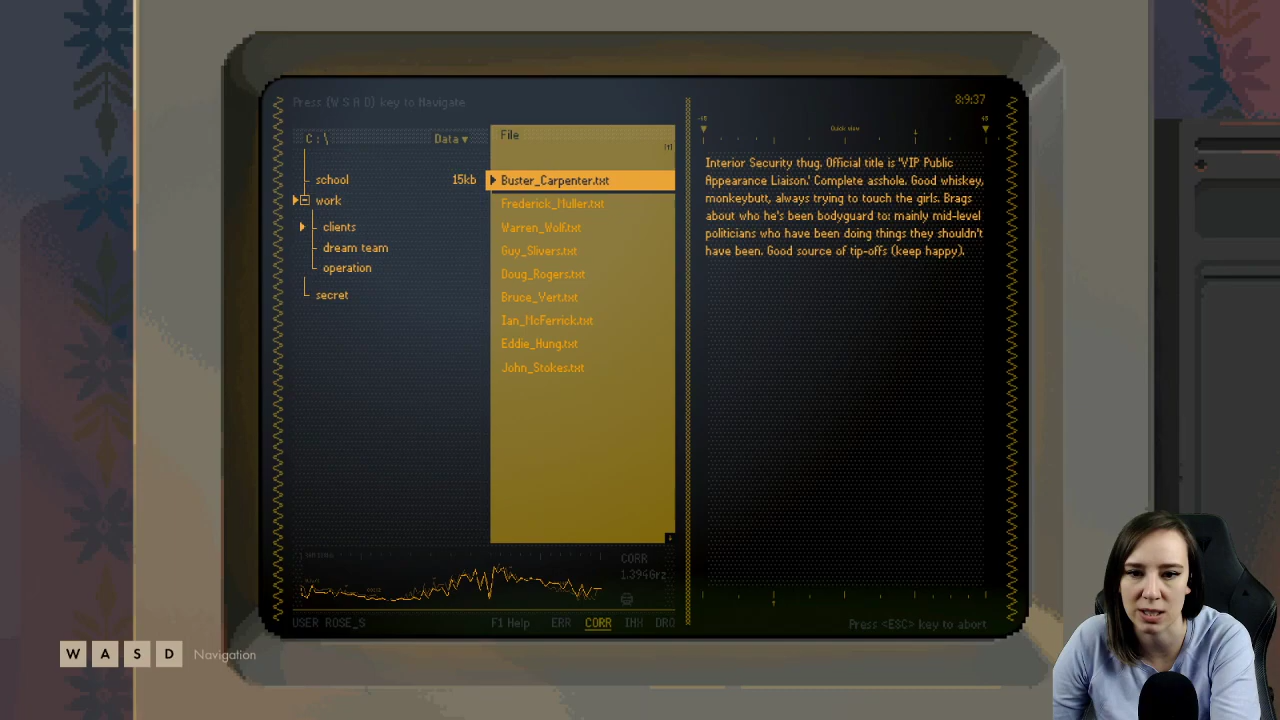 Press (W S A D) key to Navigate
8:9:37
C:\ Data
File
Quick view
school 15kb
work
clients
dream team
operation
secret
Buster_Carpenter.txt
Frederick_Muller.txt
Warren_Wolf.txt
Guy_Slivers.txt
Doug_Rogers.txt
Bruce_Vert.txt
Ian_McFerrick.txt
Eddie_Hung.txt
John_Stokes.txt
Interior Security thug. Official title is 'VIP Public
Appearance Liaison.' Complete asshole. Good whiskey,
monkeybutt, always trying to touch the girls. Brags
about who he's been bodyguard to: mainly mid-level
politicians who have been doing things they shouldn't
have been. Good source of tip-offs (keep happy).
CORR
USER ROSE_S F1 Help ERR CORR IHX DRO
Press <ESC> key to abort
W A S D Navigation